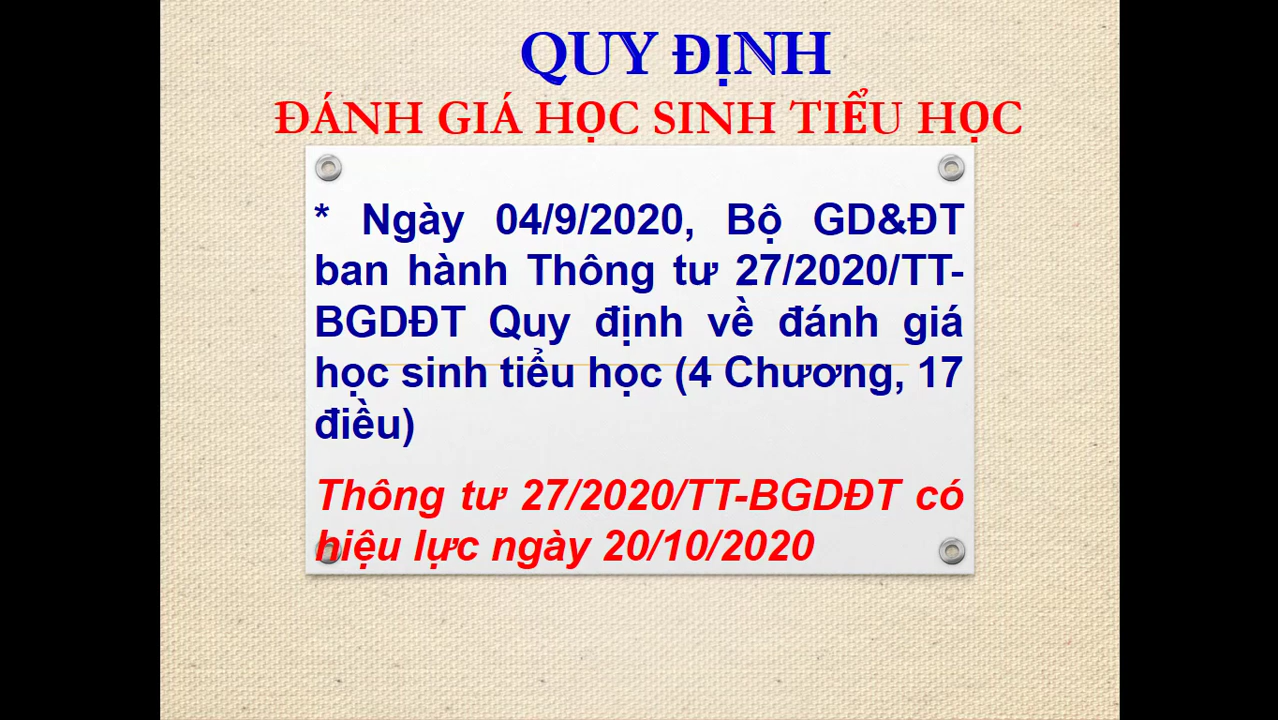 QUY ĐỊNH
ĐÁNH GIÁ HỌC SINH TIỂU HỌC
* Ngày 04/9/2020, Bộ GD&ĐT
ban hành Thông tư 27/2020/TT-
BGDĐT Quy định về đánh giá
học sinh tiểu học (4 Chương, 17
điều)
Thông tư 27/2020/TT-BGDĐT có
hiệu lực ngày 20/10/2020